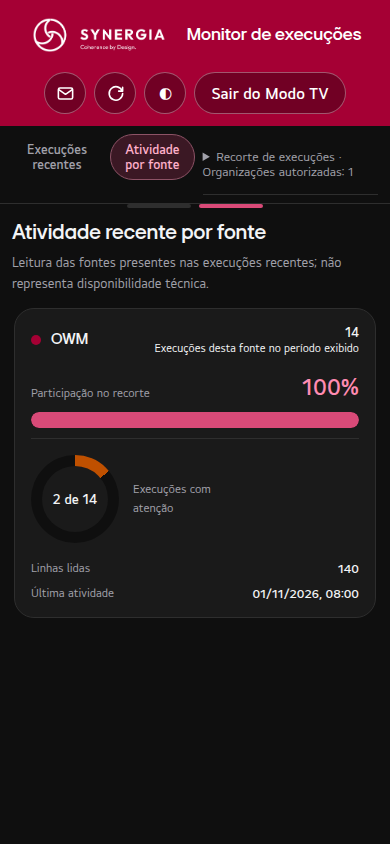 SYNERGIA
Coherence by Design.
Monitor de execuções
Sair do Modo TV
Execuções
recentes
Atividade
por fonte
▶ Recorte de execuções ·
Organizações autorizadas: 1
Atividade recente por fonte
Leitura das fontes presentes nas execuções recentes; não
representa disponibilidade técnica.
OWM
14
Execuções desta fonte no período exibido
Participação no recorte
100%
2 de 14
Execuções com
atenção
Linhas lidas
140
Última atividade
01/11/2026, 08:00